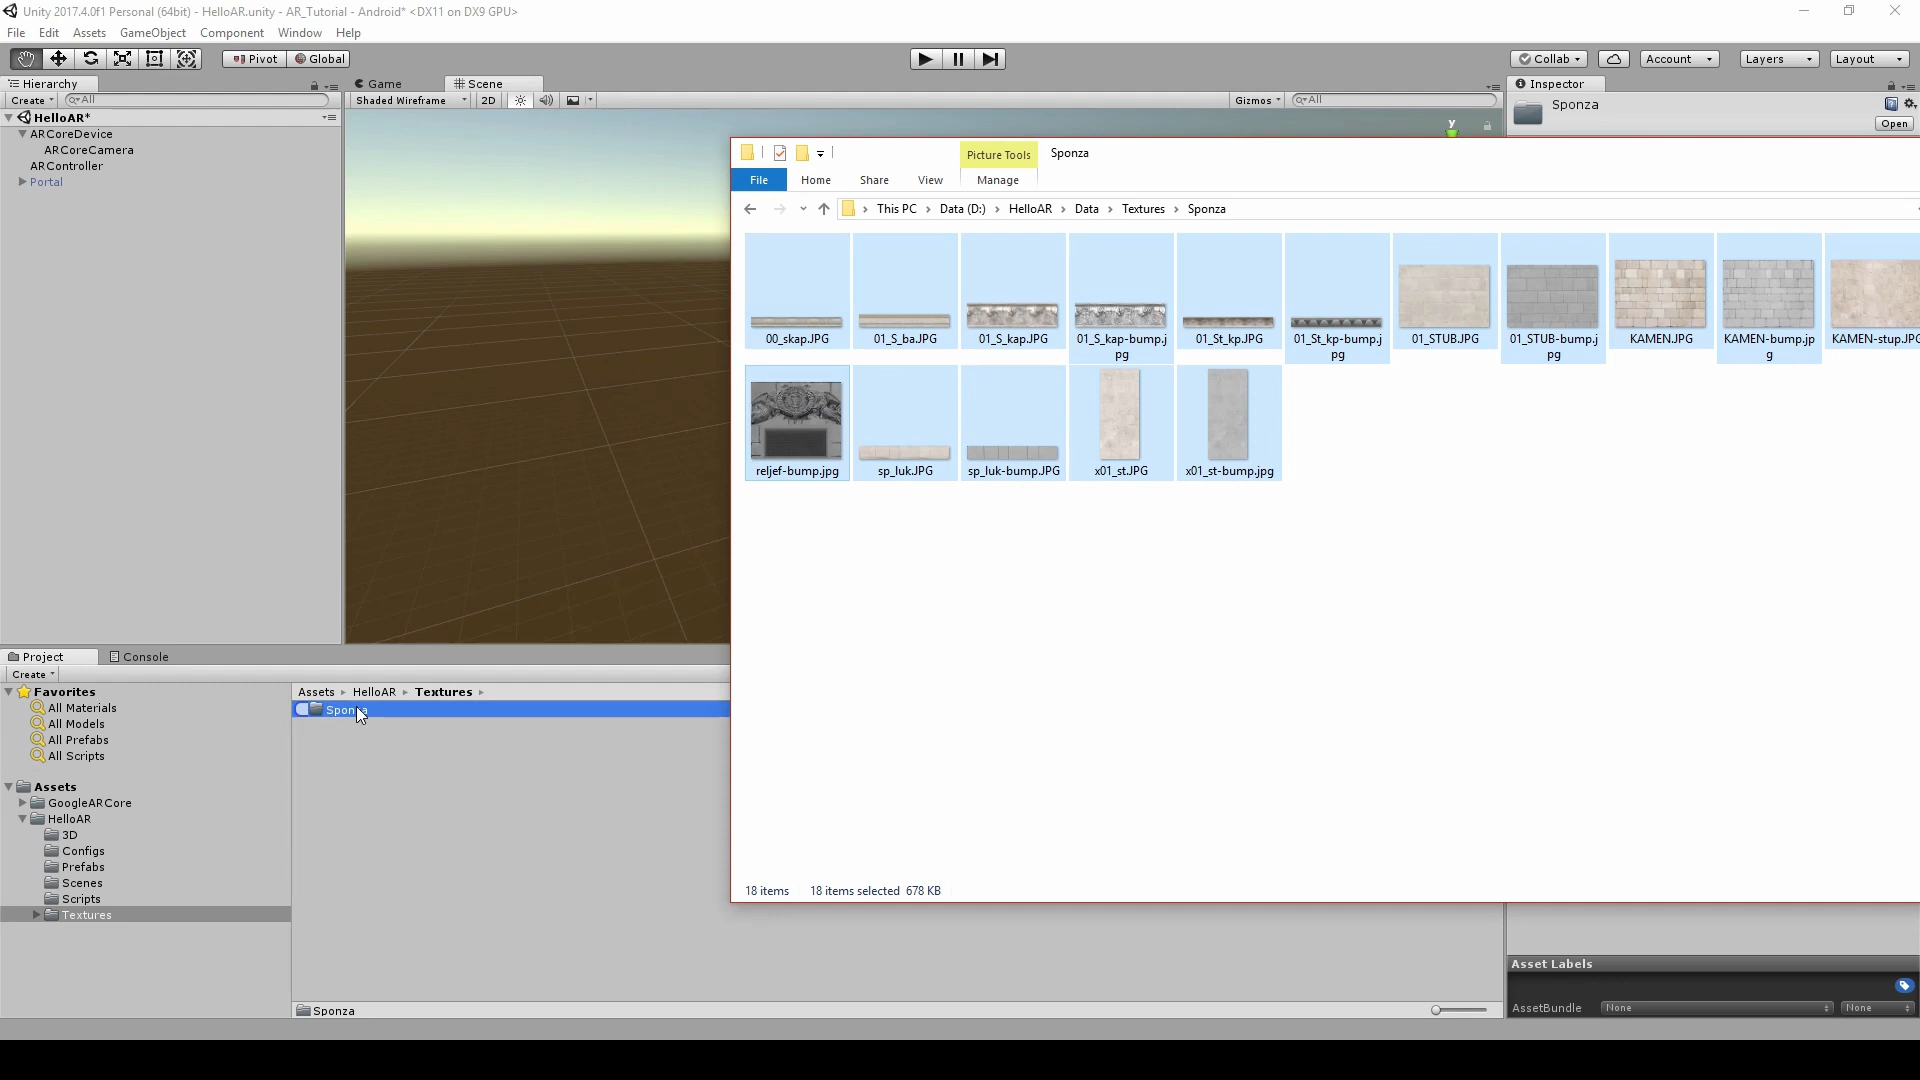 Unity 2017.4.0f1 Personal (64bit) - HelloAR.unity - AR_Tutorial - Android* <DX11 on DX9 GPU>
File Edit Assets GameObject Component Window Help
Pivot Global Collab Account Layers Layout
Hierarchy
Create All
HelloAR*
ARCoreDevice
ARCoreCamera
ARController
Portal
Game Scene
Shaded Wireframe 2D Gizmos All
y
Inspector
Sponza
Open
Picture Tools Sponza
File Home Share View Manage
This PC Data (D:) HelloAR Data Textures Sponza
00_skap.JPG 01_S_ba.JPG 01_S_kap.JPG 01_S_kap-bump.j 01_St_kp.JPG 01_St_kp-bump.j 01_STUB.JPG 01_STUB-bump.j KAMEN.JPG KAMEN-bump.jp KAMEN-stup.JPG
pg pg pg g
reljef-bump.jpg sp_luk.JPG sp_luk-bump.JPG x01_st.JPG x01_st-bump.jpg
18 items 18 items selected 678 KB
Project Console
Create
Favorites
All Materials
All Models
All Prefabs
All Scripts
Assets
GoogleARCore
HelloAR
3D
Configs
Prefabs
Scenes
Scripts
Textures
Assets HelloAR Textures
Sponza
Sponza
Asset Labels
AssetBundle None None